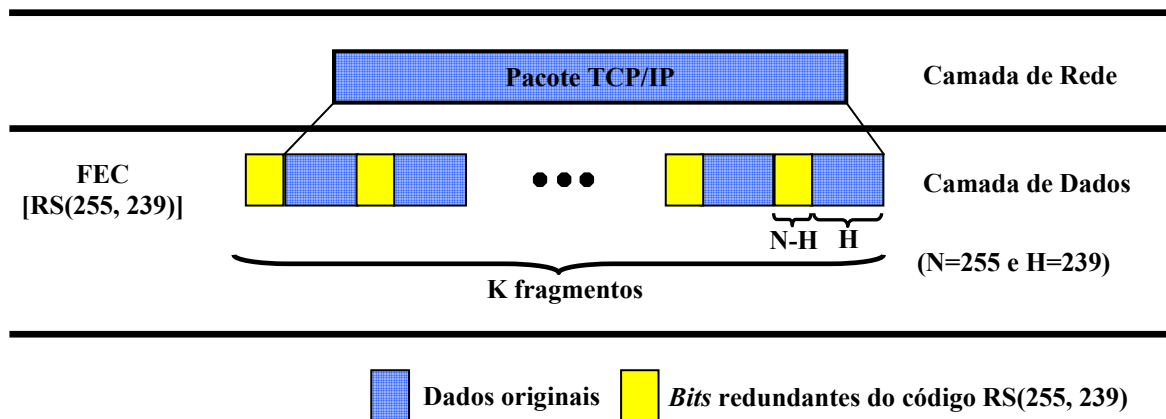 Pacote TCP/IP
Camada de Rede
FEC
[RS(255, 239)]
Camada de Dados
N-H
H
(N=255 e H=239)
K fragmentos
Dados originais
Bits redundantes do código RS(255, 239)